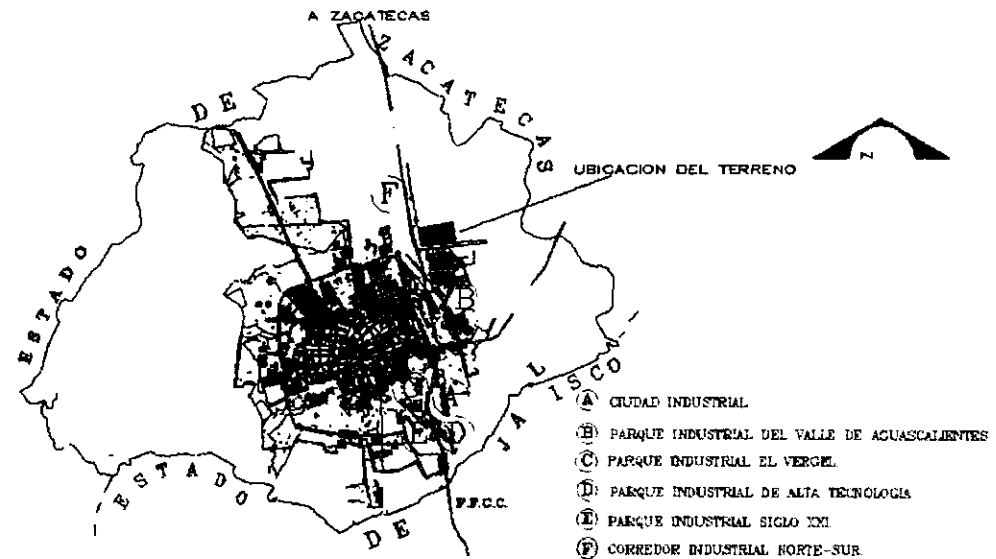 A ZACATECAS
ESTADO DE ZACATECAS
N
UBICACION DEL TERRENO
F
B
A
E D
ESTADO DE JALISCO
F.F.C.C.
A CIUDAD INDUSTRIAL
B PARQUE INDUSTRIAL DEL VALLE DE AGUASCALIENTES
C PARQUE INDUSTRIAL EL VERGEL
D PARQUE INDUSTRIAL DE ALTA TECNOLOGIA
E PARQUE INDUSTRIAL SIGLO XXI
F CORREDOR INDUSTRIAL NORTE-SUR